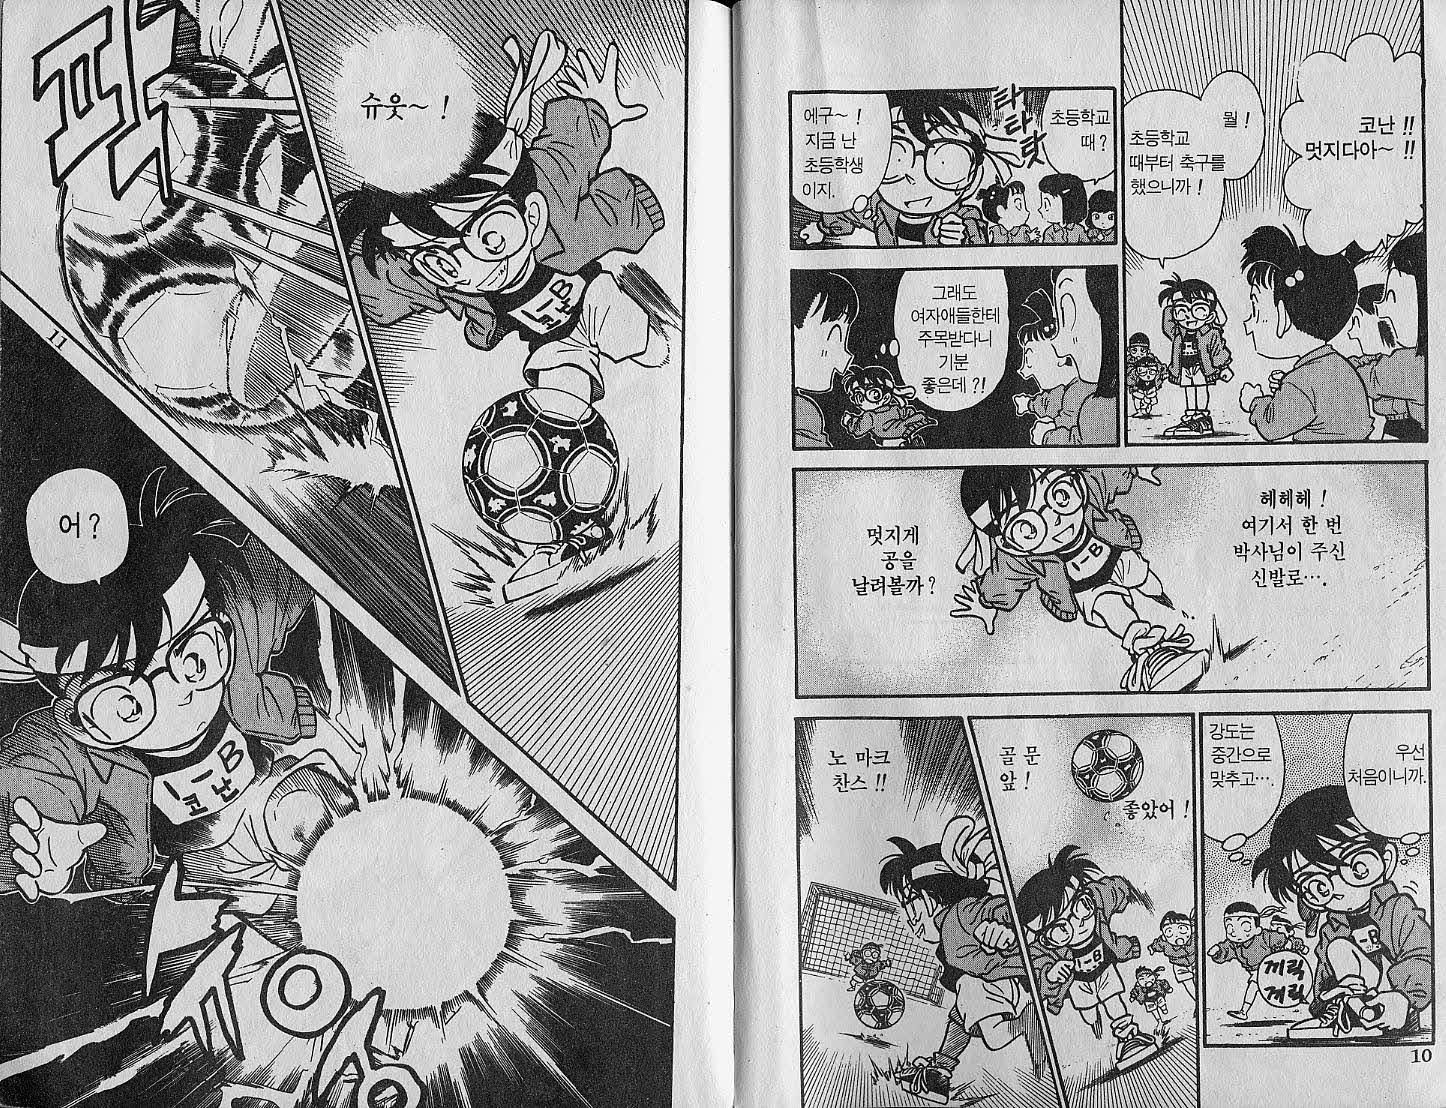 코난 !!
멋지다아~ !!
뭘 !
초등학교
때부터 축구를
했으니까 !
초등학교
때?
타
타
탓
에구~ !
지금 난
초등학생
이지.
그래도
여자애들한테
주목받다니
기분
좋은데 ?!
헤헤헤 !
여기서 한 번
박사님이 주신
신발로….
멋지게
공을
날려볼까 ?
1-B
우선
처음이니까.
강도는
중간으로
맞추고….
끼릭
끼릭
-B
골 문
앞 !
좋았어 !
1-B
노 마크
찬스 !!
10
슈웃~ !
1-B
코난
팍
11
어 ?
1-B
코난